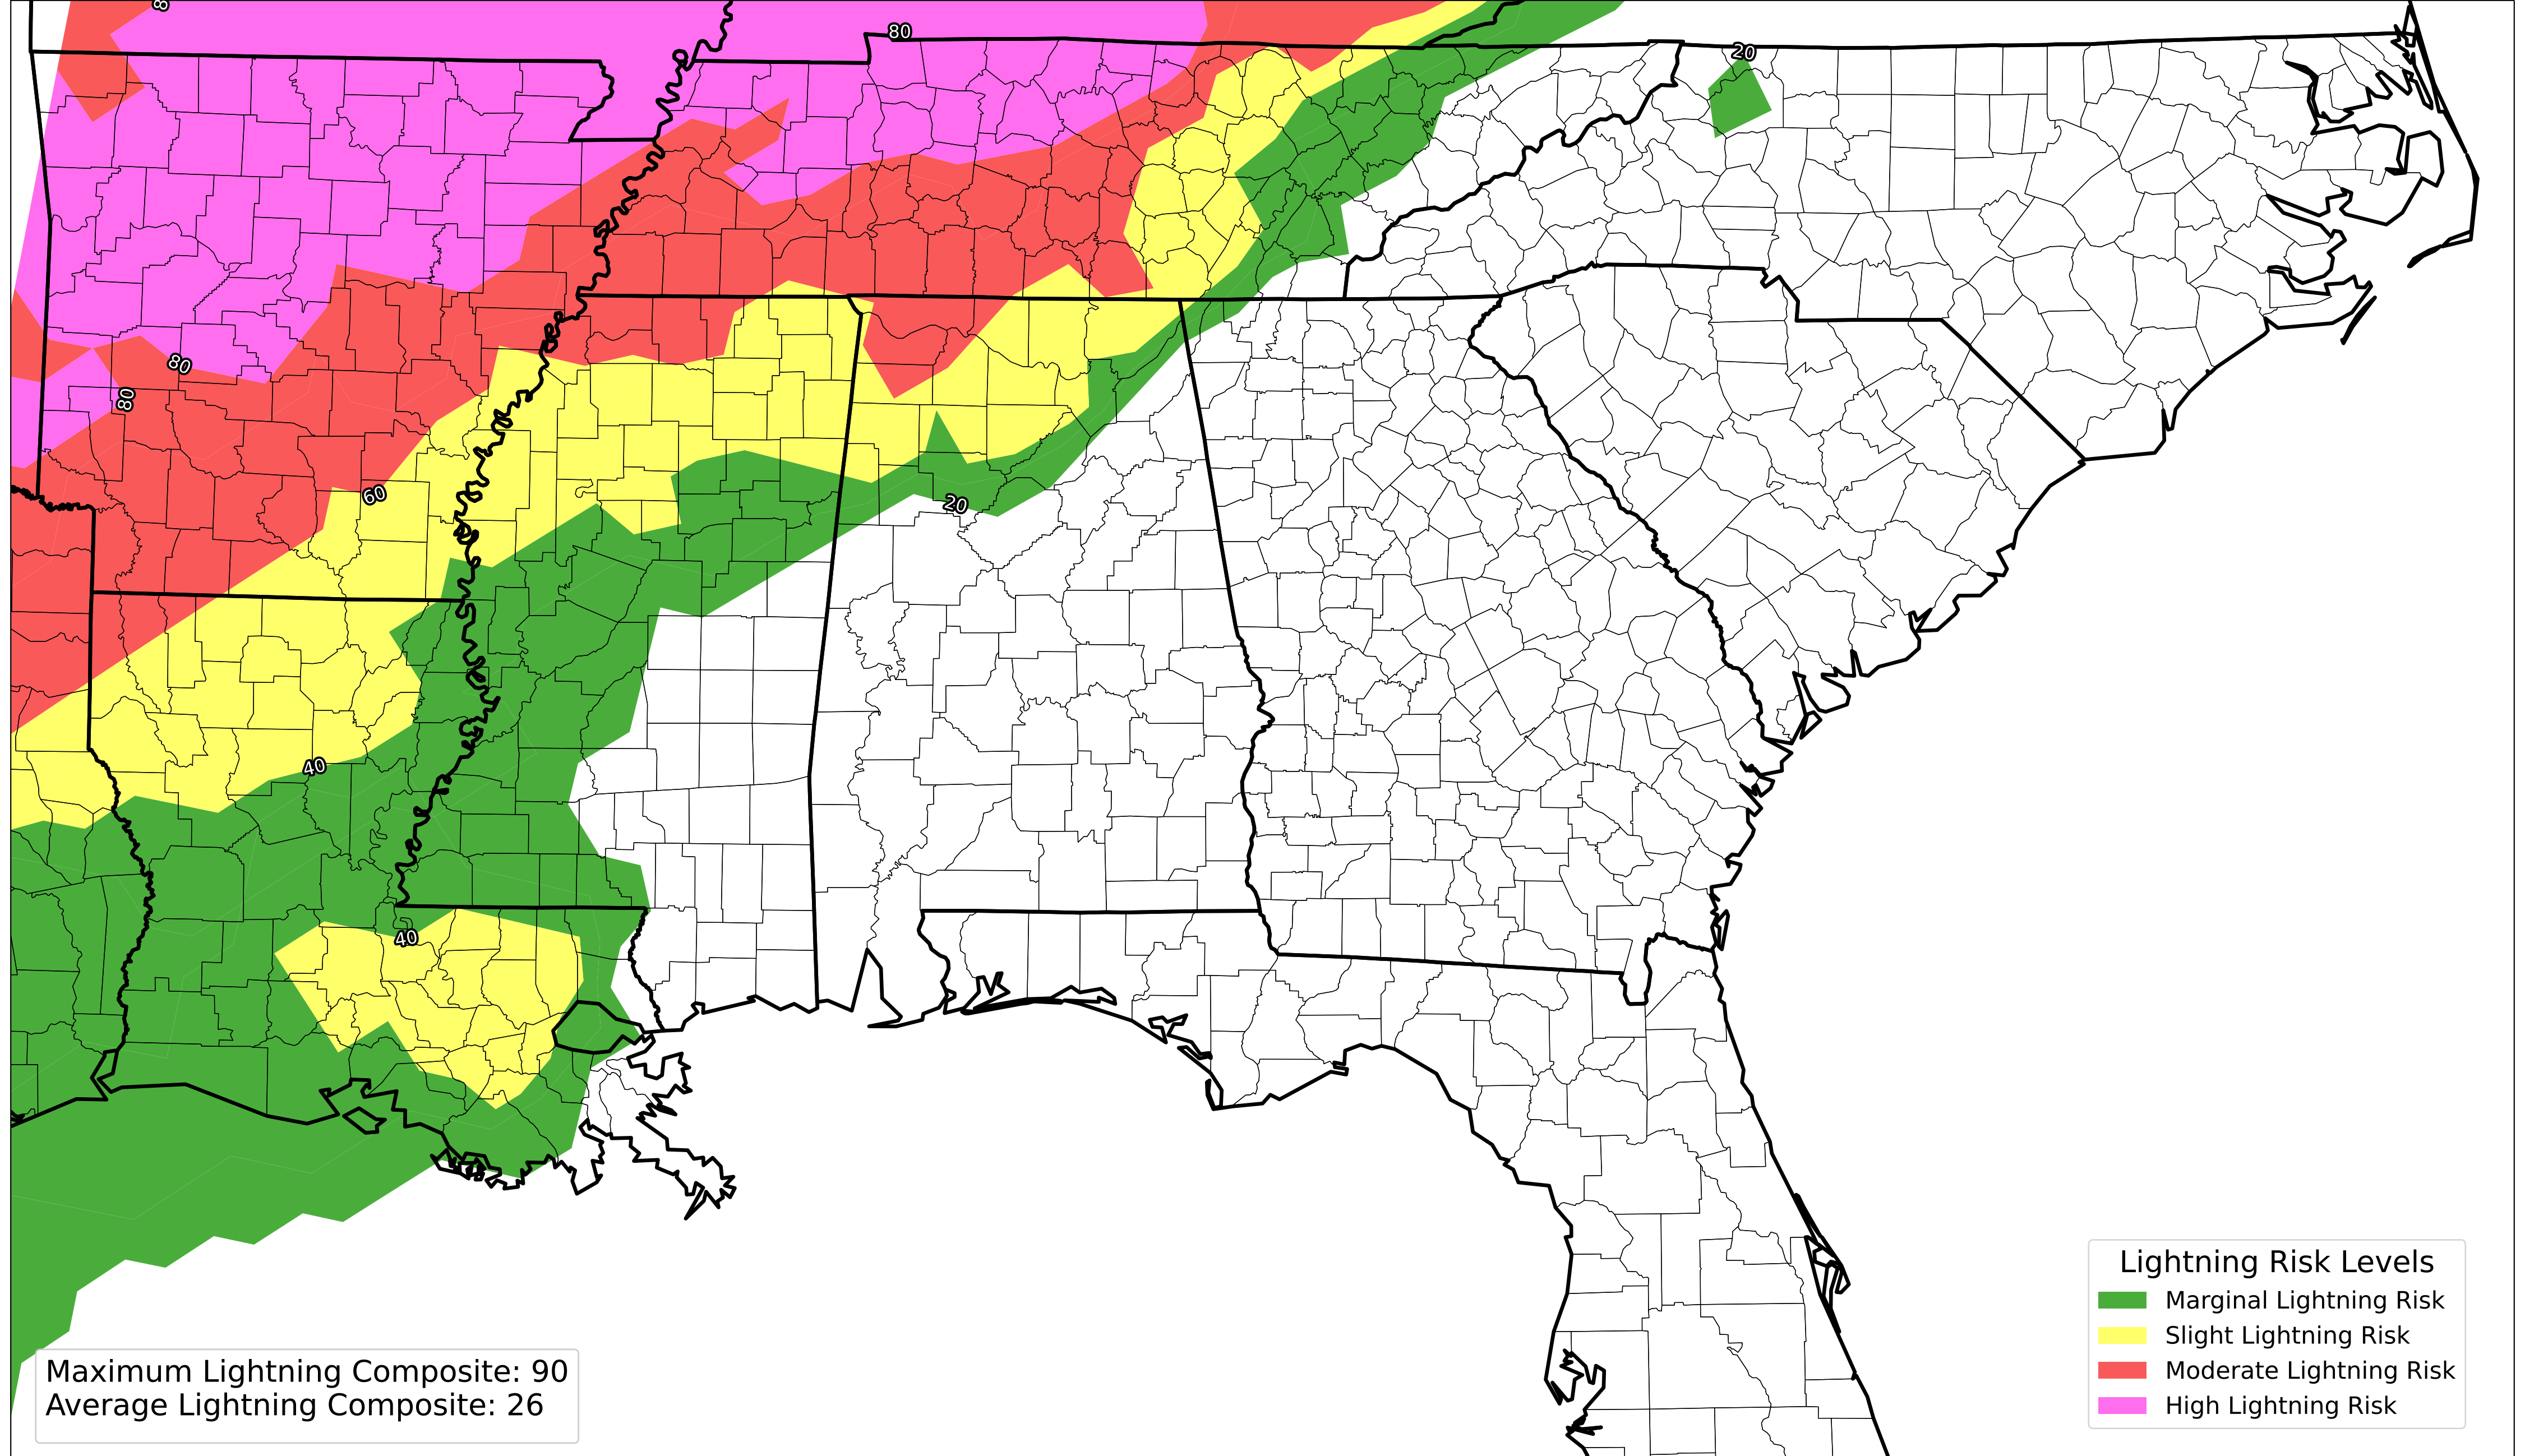 8
80
20
80
80
60
20
40
40
Lightning Risk Levels
Marginal Lightning Risk
Slight Lightning Risk
Moderate Lightning Risk
High Lightning Risk
Maximum Lightning Composite: 90
Average Lightning Composite: 26